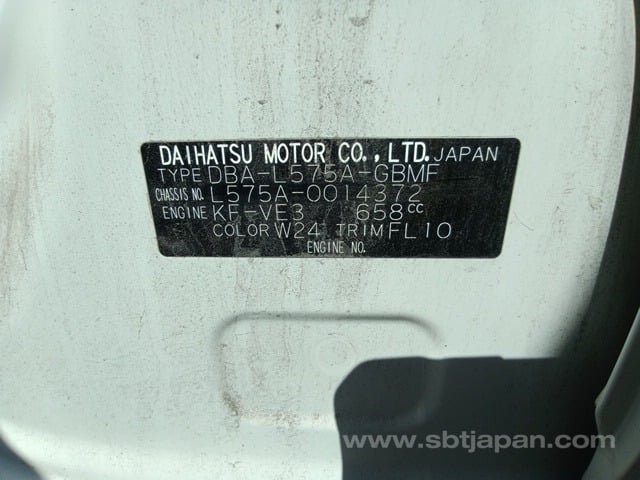 DAIHATSU MOTOR CO., LTD. JAPAN
TYPE DBA-L575A-GBMF
CHASSIS NO. L575A-0014372
ENGINE KF-VE3 658cc
COLOR W24 TRIM FL10
ENGINE NO.
www.sbtjapan.com